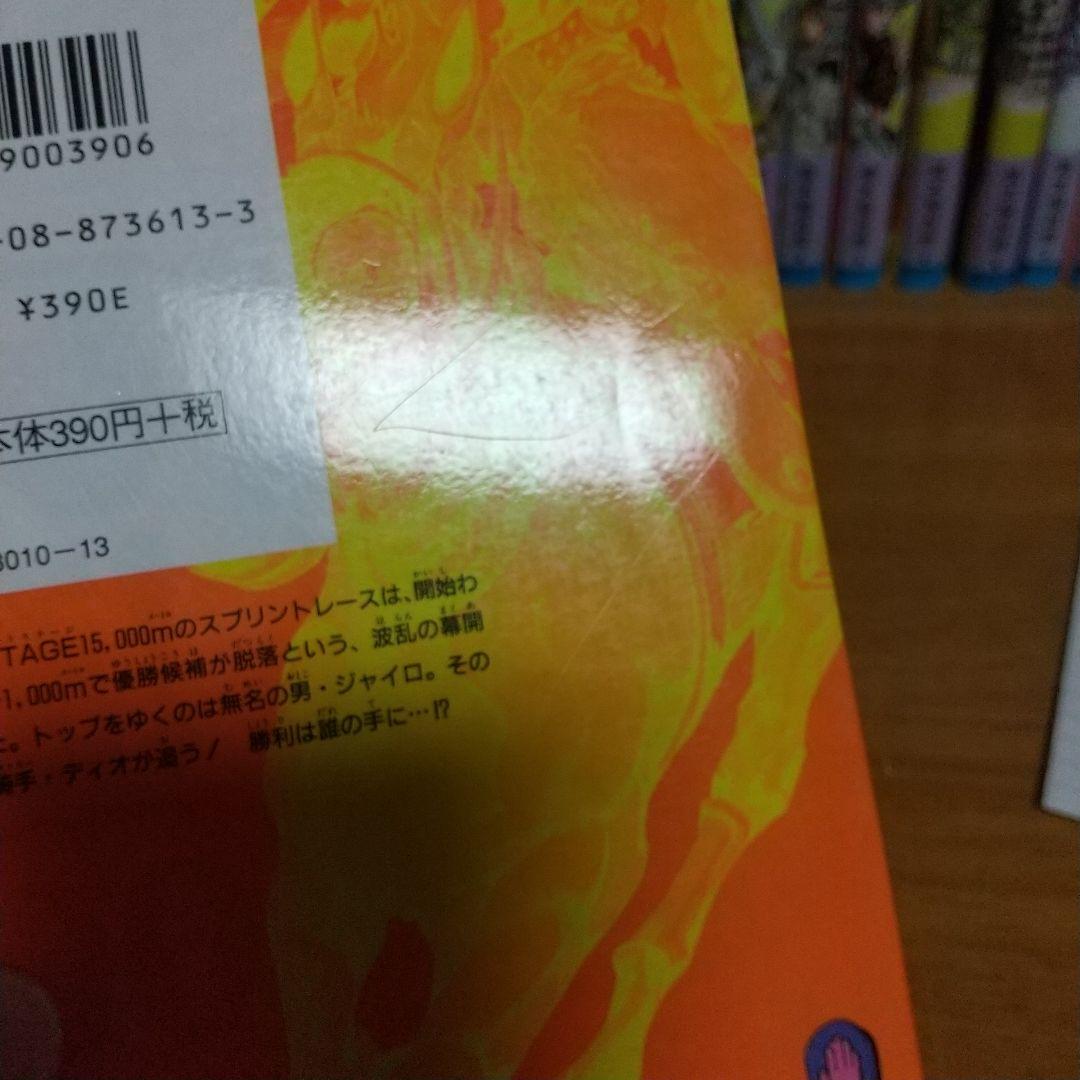 9003906
-08-873613-3
¥390E
本体390円+税
3010-13
TAGE15,000mのスプリントレースは、開始わ
1,000mで優勝候補が脱落という、波乱の幕開
。トップをゆくのは無名の男・ジャイロ。その
騎手・ディオが追う! 勝利は誰の手に…!?